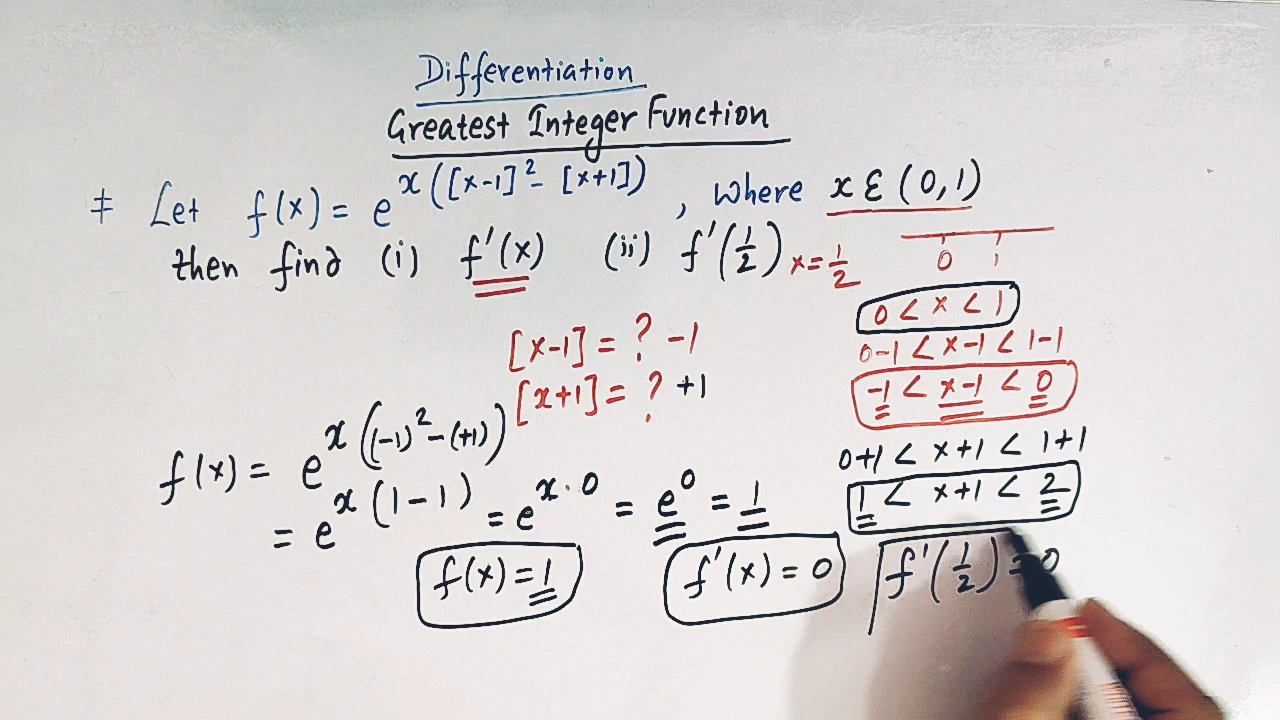 Differentiation
Greatest Integer Function
≠ Let f(x) = e^x([x-1]²- [x+1]) , where x ε (0,1)
then find (i) f'(x) (ii) f'(1/2) x=1/2
0 1
0 < x < 1
0-1 < x-1 < 1-1
-1 < x-1 < 0
0+1 < x+1 < 1+1
1 < x+1 < 2
[x-1] = ? -1
[x+1] = ? +1
f(x) = e^x((-1)²-(+1))
= e^x(1-1) = e^x·0 = e^0 = 1
f(x) = 1 f'(x) = 0 f'(1/2) = 0